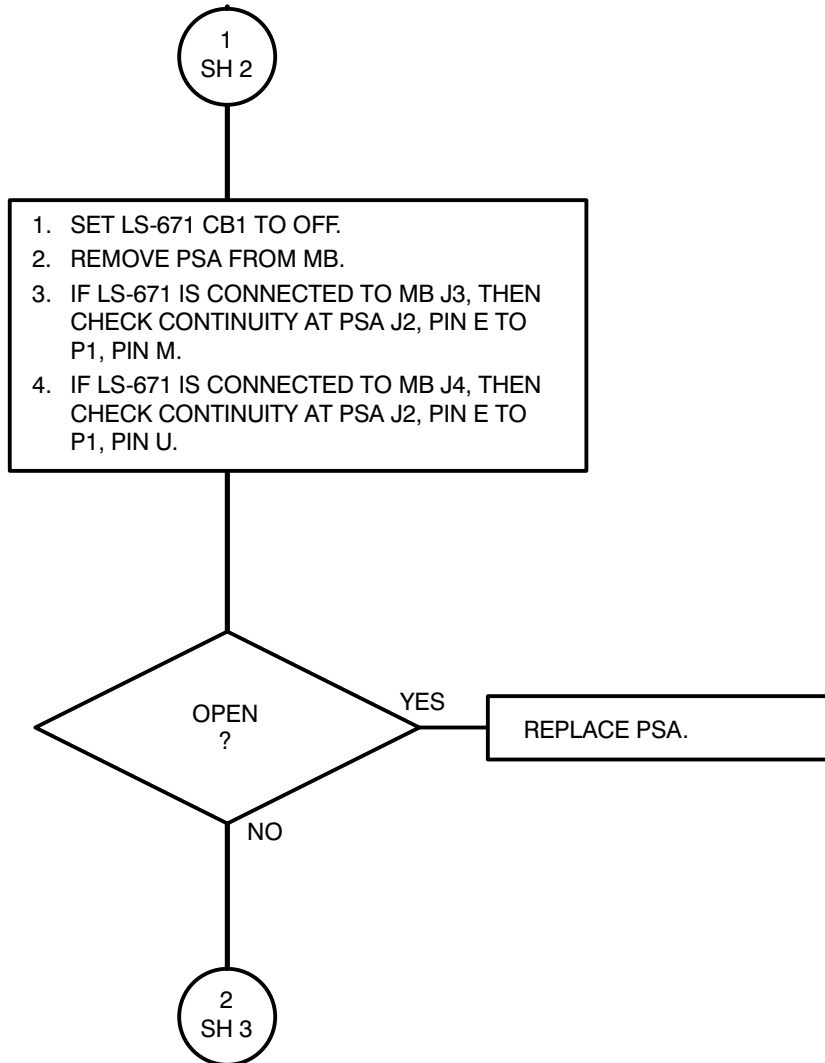 1
SH 2
1. SET LS-671 CB1 TO OFF.
2. REMOVE PSA FROM MB.
3. IF LS-671 IS CONNECTED TO MB J3, THEN
CHECK CONTINUITY AT PSA J2, PIN E TO
P1, PIN M.
4. IF LS-671 IS CONNECTED TO MB J4, THEN
CHECK CONTINUITY AT PSA J2, PIN E TO
P1, PIN U.
OPEN
?
YES
REPLACE PSA.
NO
2
SH 3